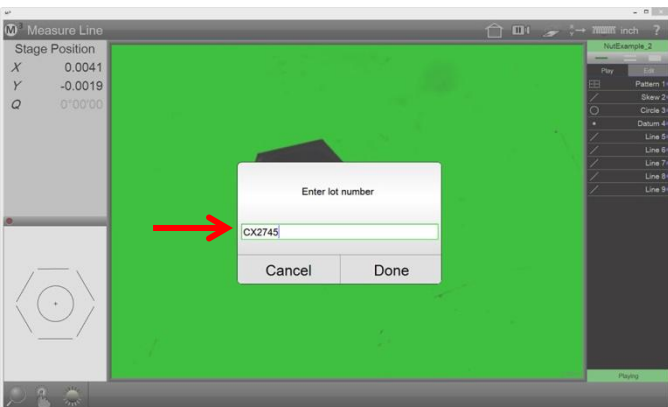 M3 Measure Line
inch ?
Stage Position
X 0.0041
Y -0.0019
Q 0°00'00
NutExample_2
Play Edit
Pattern 1
Skew 2
Circle 3
Datum 4
Line 5
Line 6
Line 7
Line 8
Line 9
Enter lot number
CX2745
Cancel Done
Playing